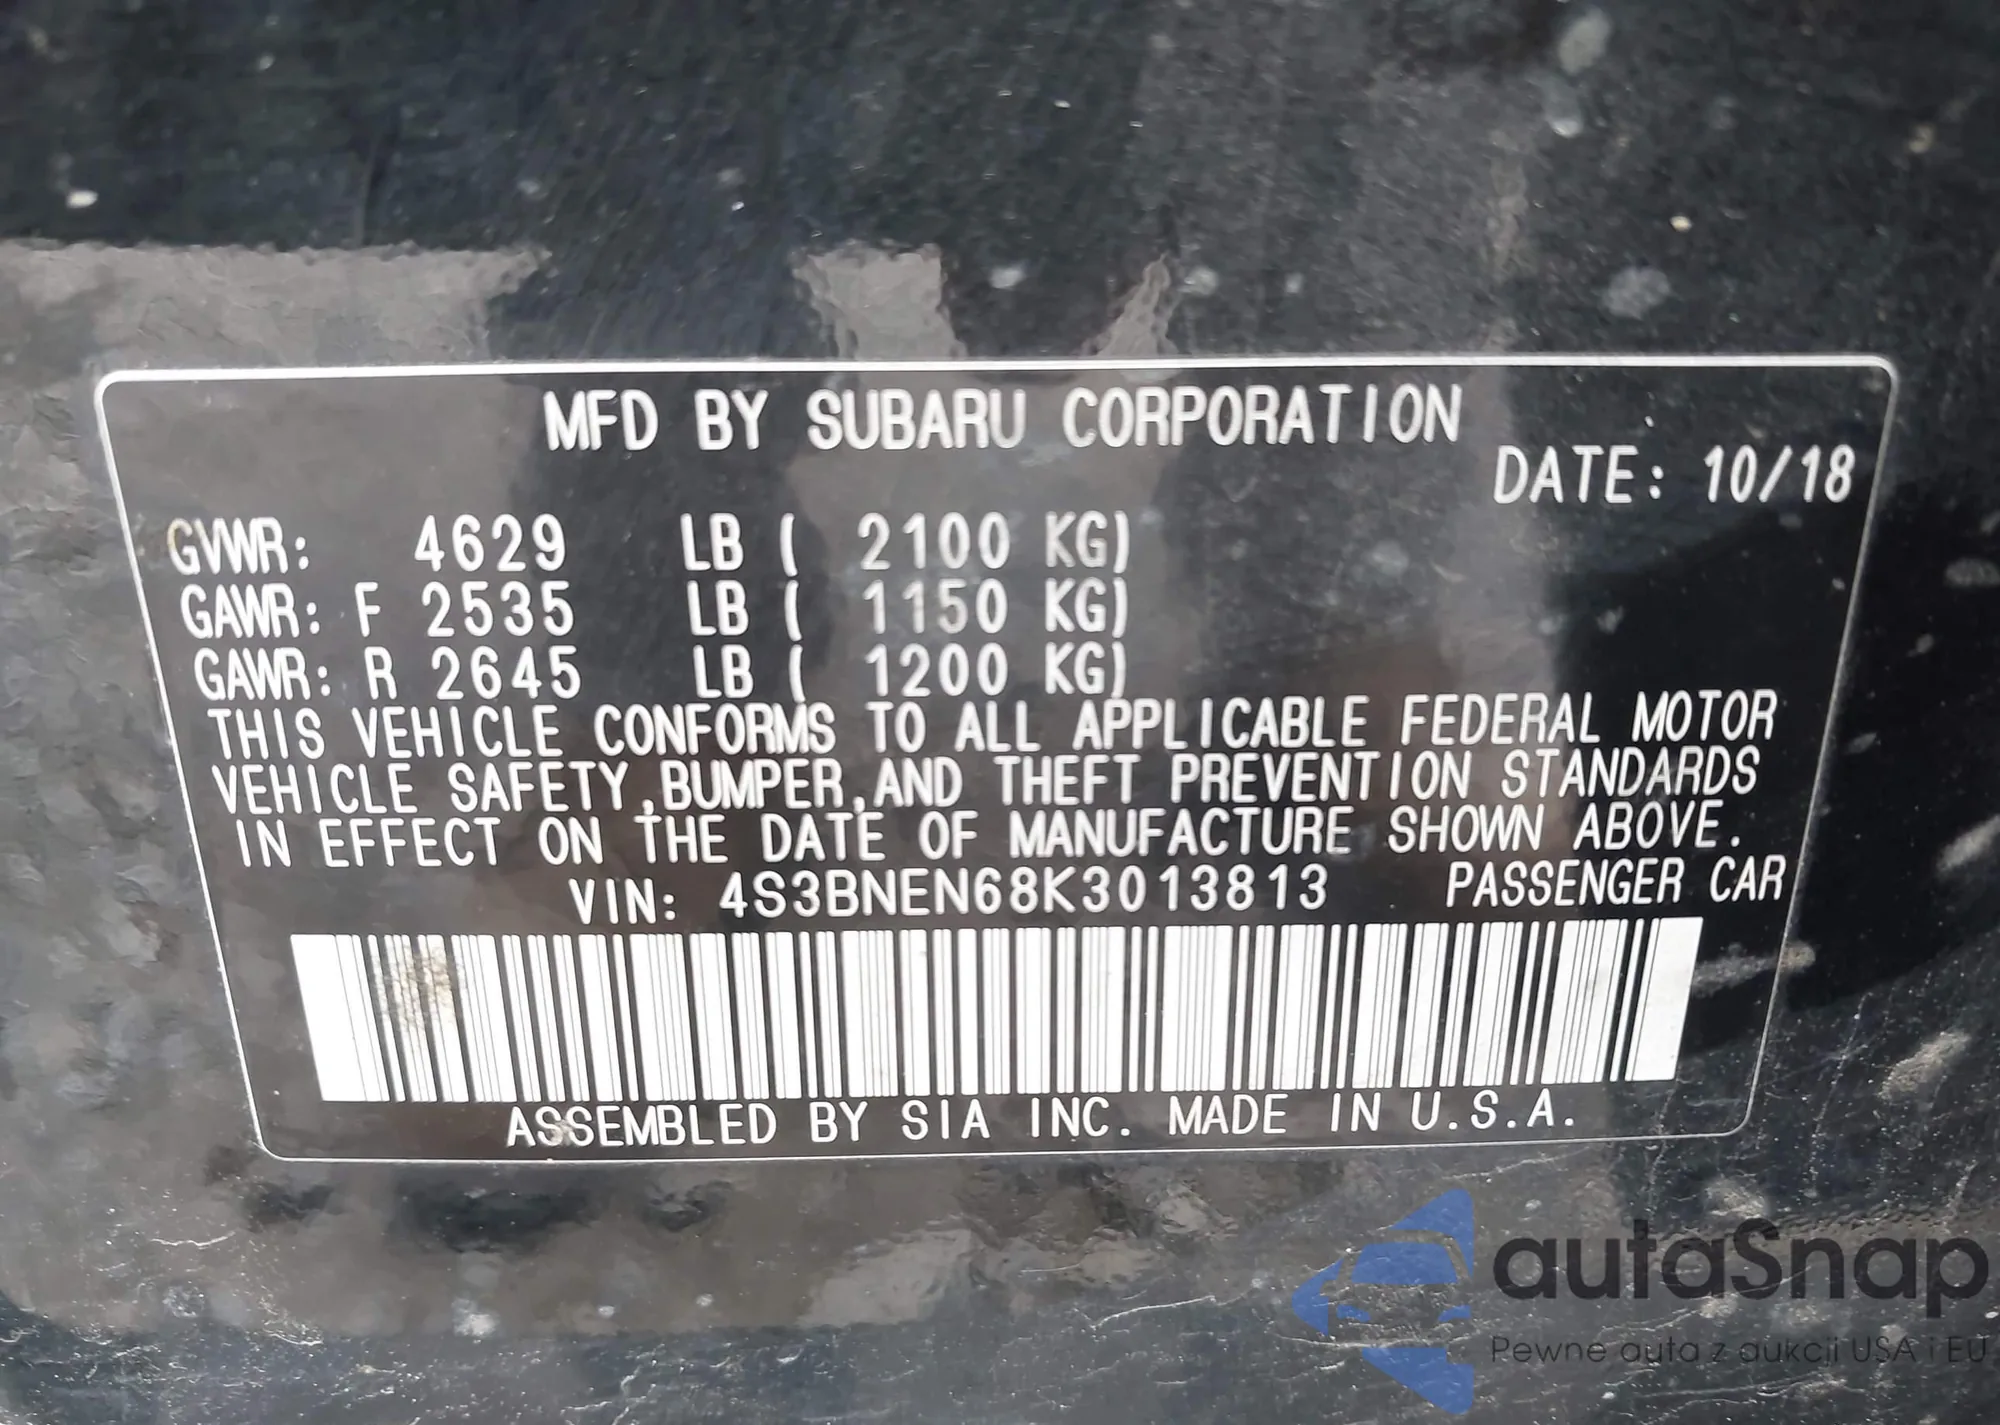 MFD BY SUBARU CORPORATION
DATE: 10/18
GVWR: 4629 LB ( 2100 KG)
GAWR: F 2535 LB ( 1150 KG)
GAWR: R 2645 LB ( 1200 KG)
THIS VEHICLE CONFORMS TO ALL APPLICABLE FEDERAL MOTOR
VEHICLE SAFETY,BUMPER,AND THEFT PREVENTION STANDARDS
IN EFFECT ON THE DATE OF MANUFACTURE SHOWN ABOVE.
VIN: 4S3BNEN68K3013813 PASSENGER CAR
ASSEMBLED BY SIA INC. MADE IN U.S.A.
autaSnap
Pewne auta z aukcji USA i EU